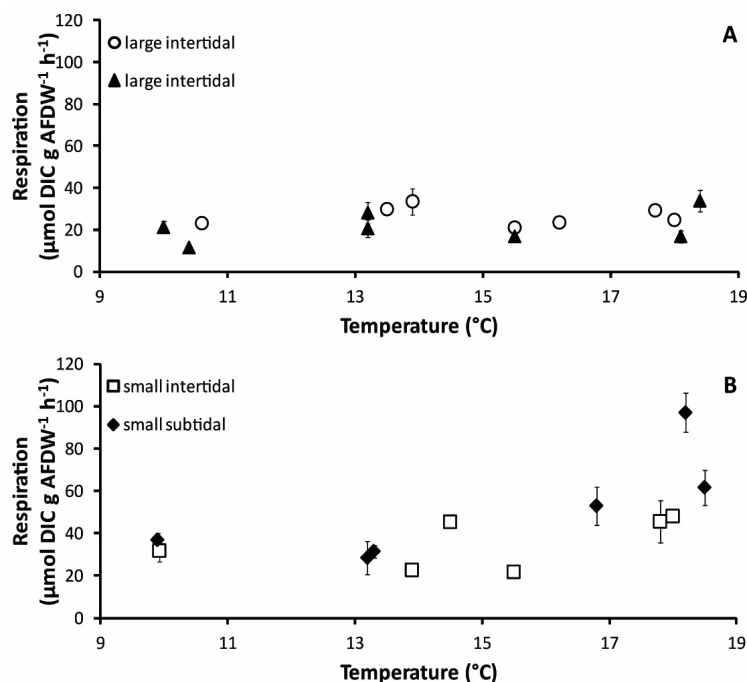 A
120
100
80
60
40
20
0
○ large intertidal
▲ large intertidal
Respiration
(µmol DIC g AFDW⁻¹ h⁻¹)
9 11 13 15 17 19
Temperature (°C)
B
120
100
80
60
40
20
0
□ small intertidal
◆ small subtidal
Respiration
(µmol DIC g AFDW⁻¹ h⁻¹)
9 11 13 15 17 19
Temperature (°C)